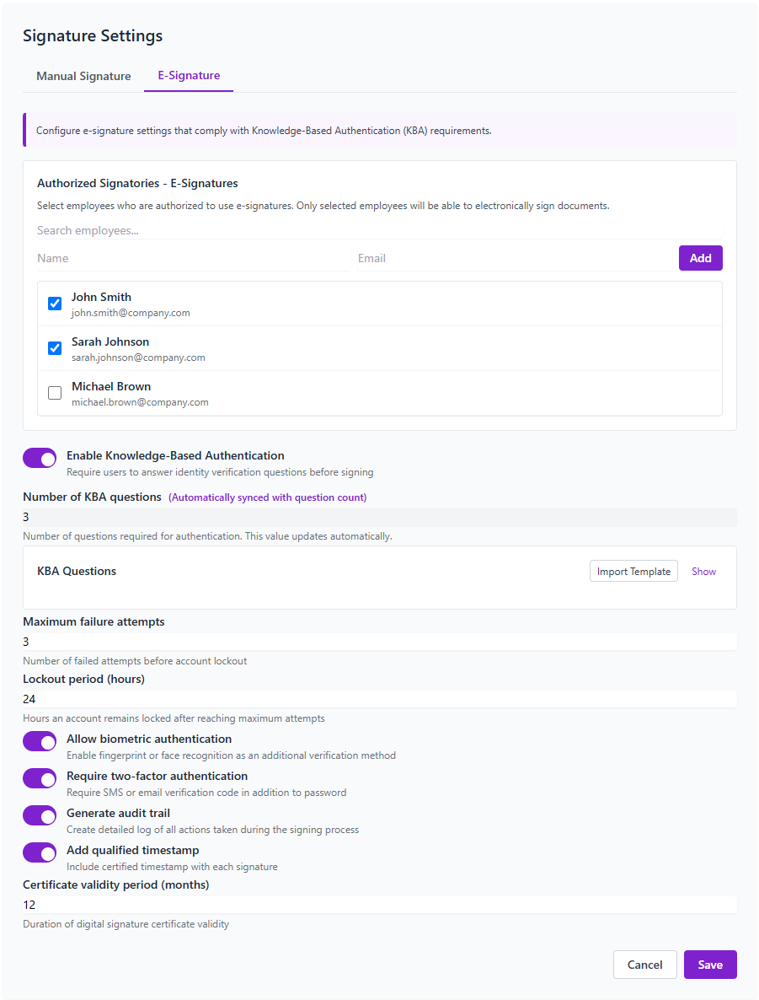 Signature Settings
Manual Signature
E-Signature
Configure e-signature settings that comply with Knowledge-Based Authentication (KBA) requirements.
Authorized Signatories - E-Signatures
Select employees who are authorized to use e-signatures. Only selected employees will be able to electronically sign documents.
Search employees...
Name
Email
Add
John Smith
john.smith@company.com
Sarah Johnson
sarah.johnson@company.com
Michael Brown
michael.brown@company.com
Enable Knowledge-Based Authentication
Require users to answer identity verification questions before signing
Number of KBA questions (Automatically synced with question count)
3
Number of questions required for authentication. This value updates automatically.
KBA Questions
Import Template
Show
Maximum failure attempts
3
Number of failed attempts before account lockout
Lockout period (hours)
24
Hours an account remains locked after reaching maximum attempts
Allow biometric authentication
Enable fingerprint or face recognition as an additional verification method
Require two-factor authentication
Require SMS or email verification code in addition to password
Generate audit trail
Create detailed log of all actions taken during the signing process
Add qualified timestamp
Include certified timestamp with each signature
Certificate validity period (months)
12
Duration of digital signature certificate validity
Cancel
Save